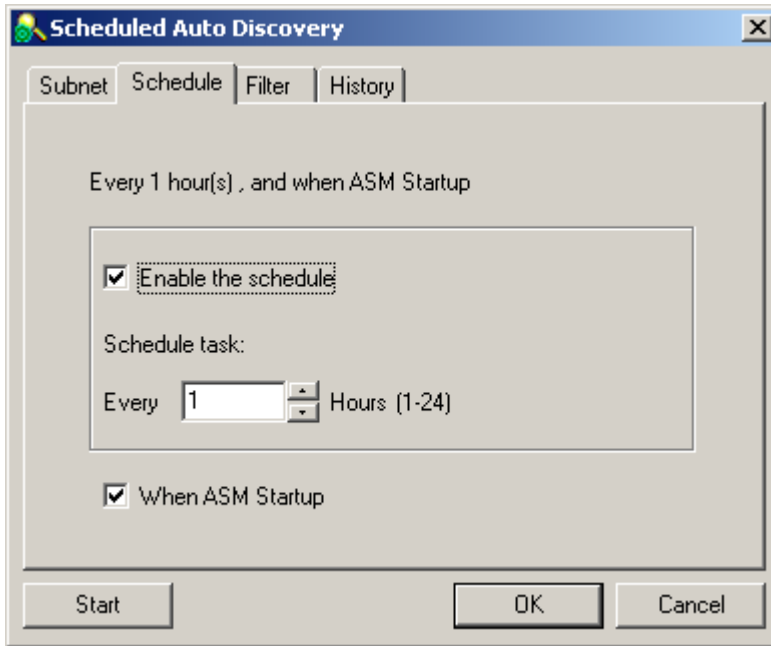 Scheduled Auto Discovery
Subnet Schedule Filter History
Every 1 hour(s) , and when ASM Startup
Enable the schedule
Schedule task:
Every 1 Hours (1-24)
When ASM Startup
Start OK Cancel